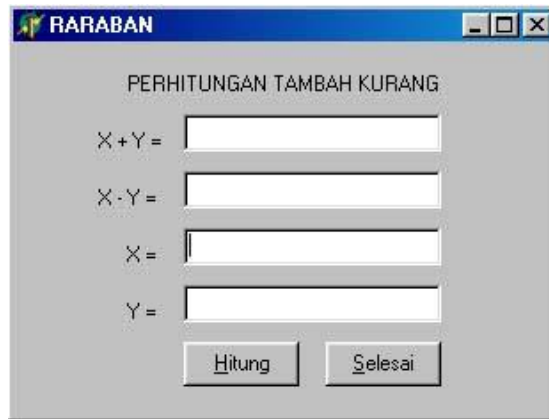 RARABAN
PERHITUNGAN TAMBAH KURANG
X + Y =
X - Y =
X =
Y =
Hitung Selesai